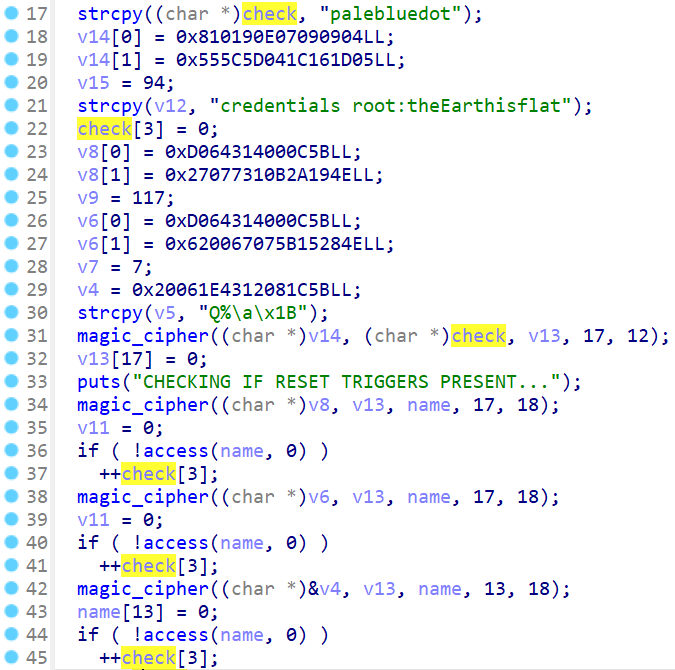 17 strcpy((char *)check, "palebluedot");
18 v14[0] = 0x810190E07090904LL;
19 v14[1] = 0x555C5D041C161D05LL;
20 v15 = 94;
21 strcpy(v12, "credentials root:theEarthisflat");
22 check[3] = 0;
23 v8[0] = 0xD064314000C5BLL;
24 v8[1] = 0x27077310B2A194ELL;
25 v9 = 117;
26 v6[0] = 0xD064314000C5BLL;
27 v6[1] = 0x620067075B15284ELL;
28 v7 = 7;
29 v4 = 0x20061E4312081C5BLL;
30 strcpy(v5, "Q%\a\x1B");
31 magic_cipher((char *)v14, (char *)check, v13, 17, 12);
32 v13[17] = 0;
33 puts("CHECKING IF RESET TRIGGERS PRESENT...");
34 magic_cipher((char *)v8, v13, name, 17, 18);
35 v11 = 0;
36 if ( !access(name, 0) )
37 ++check[3];
38 magic_cipher((char *)v6, v13, name, 17, 18);
39 v11 = 0;
40 if ( !access(name, 0) )
41 ++check[3];
42 magic_cipher((char *)&v4, v13, name, 13, 18);
43 name[13] = 0;
44 if ( !access(name, 0) )
45 ++check[3];